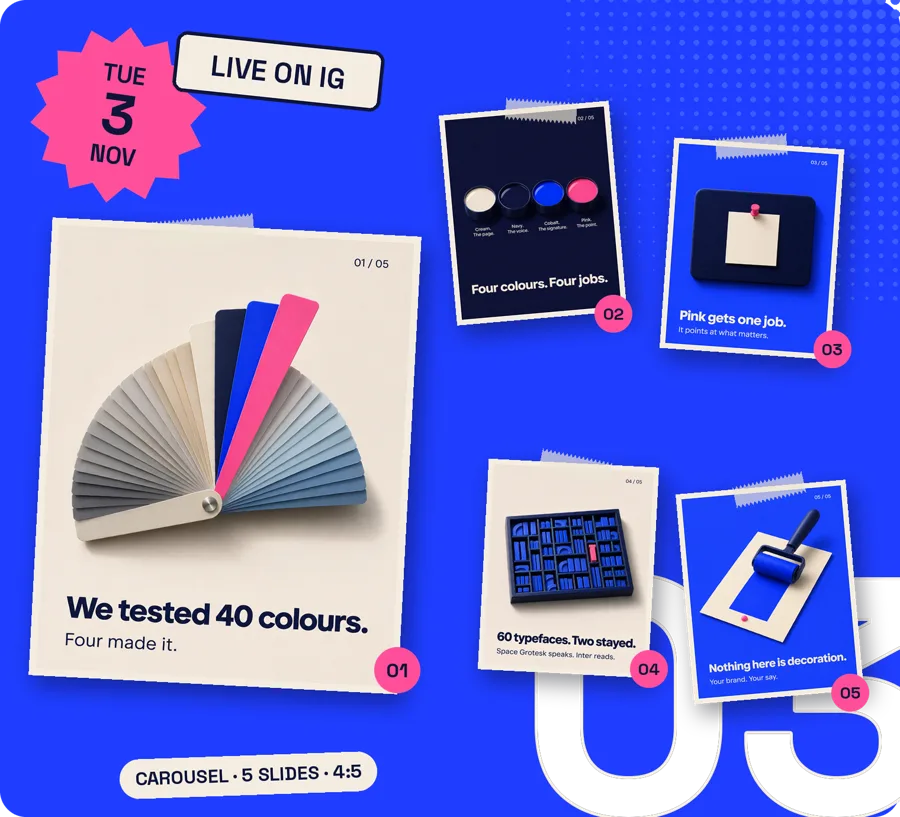 TUE
3
NOV
LIVE ON IG
01 / 05
We tested 40 colours.
Four made it.
01
02 / 05
Cream. The page.
Navy. The voice.
Cobalt. The signature.
Pink. The point.
Four colours. Four jobs.
02
03 / 05
Pink gets one job.
It points at what matters.
03
04 / 05
60 typefaces. Two stayed.
Space Grotesk speaks. Inter reads.
04
05 / 05
Nothing here is decoration.
Your brand. Your say.
05
03
CAROUSEL · 5 SLIDES · 4:5